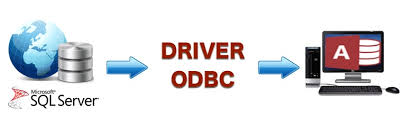 DRIVER
ODBC
A
Microsoft®
SQL Server